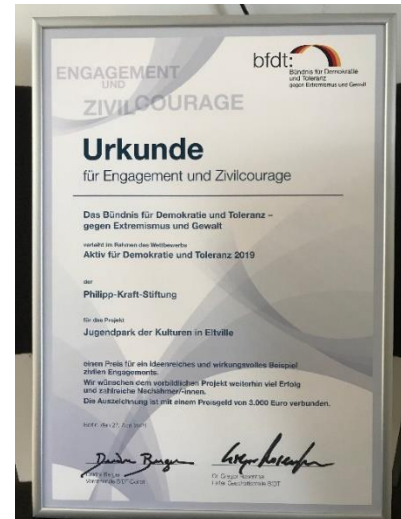 ENGAGEMENT
UND
ZIVILCOURAGE
bfdt:
Bündnis für Demokratie
und Toleranz
gegen Extremismus und Gewalt
Urkunde
für Engagement und Zivilcourage
Das Bündnis für Demokratie und Toleranz –
gegen Extremismus und Gewalt
verleiht im Rahmen des Wettbewerbs
Aktiv für Demokratie und Toleranz 2019
der
Philipp-Kraft-Stiftung
für das Projekt
Jugendpark der Kulturen in Eltville
einen Preis für ein ideenreiches und wirkungsvolles Beispiel
zivilen Engagements.
Wir wünschen dem vorbildlichen Projekt weiterhin viel Erfolg
und zahlreiche Nachahmer/-innen.
Die Auszeichnung ist mit einem Preisgeld von 3.000 Euro verbunden.